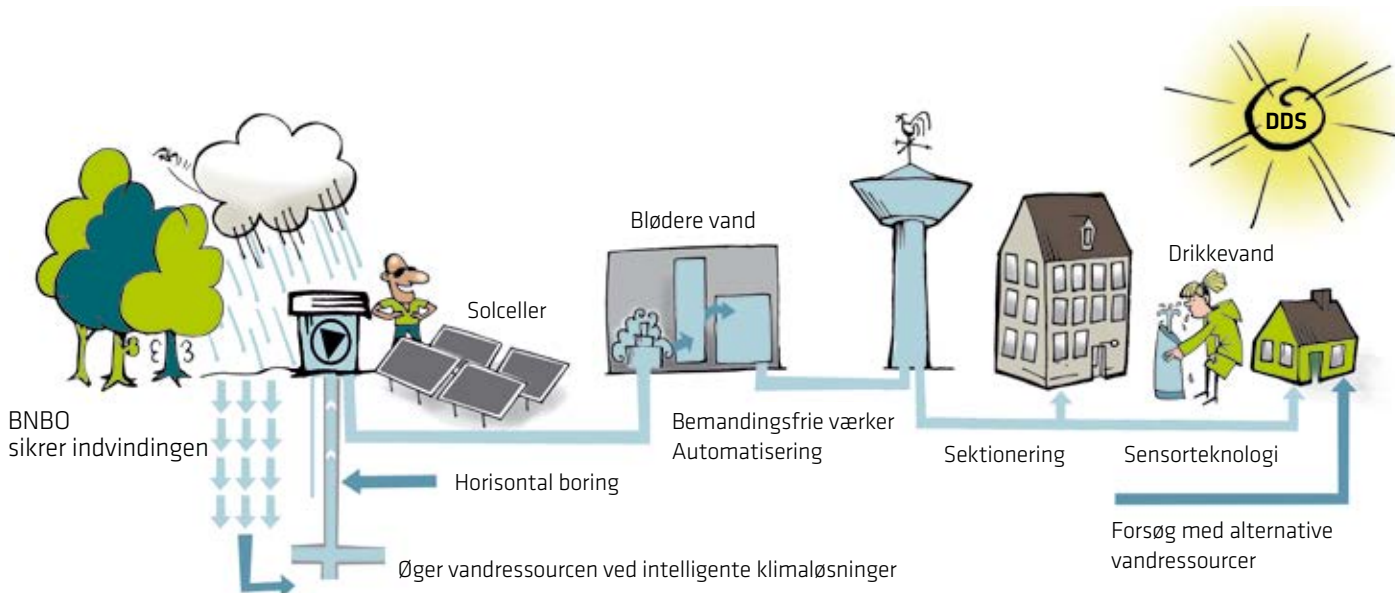 DDS
Blødere vand
Drikkevand
Solceller
BNBO
sikrer indvindingen
Bemandingsfrie værker
Automatisering
Sektionering
Sensorteknologi
Horisontal boring
Forsøg med alternative
vandressourcer
Øger vandressourcen ved intelligente klimaløsninger